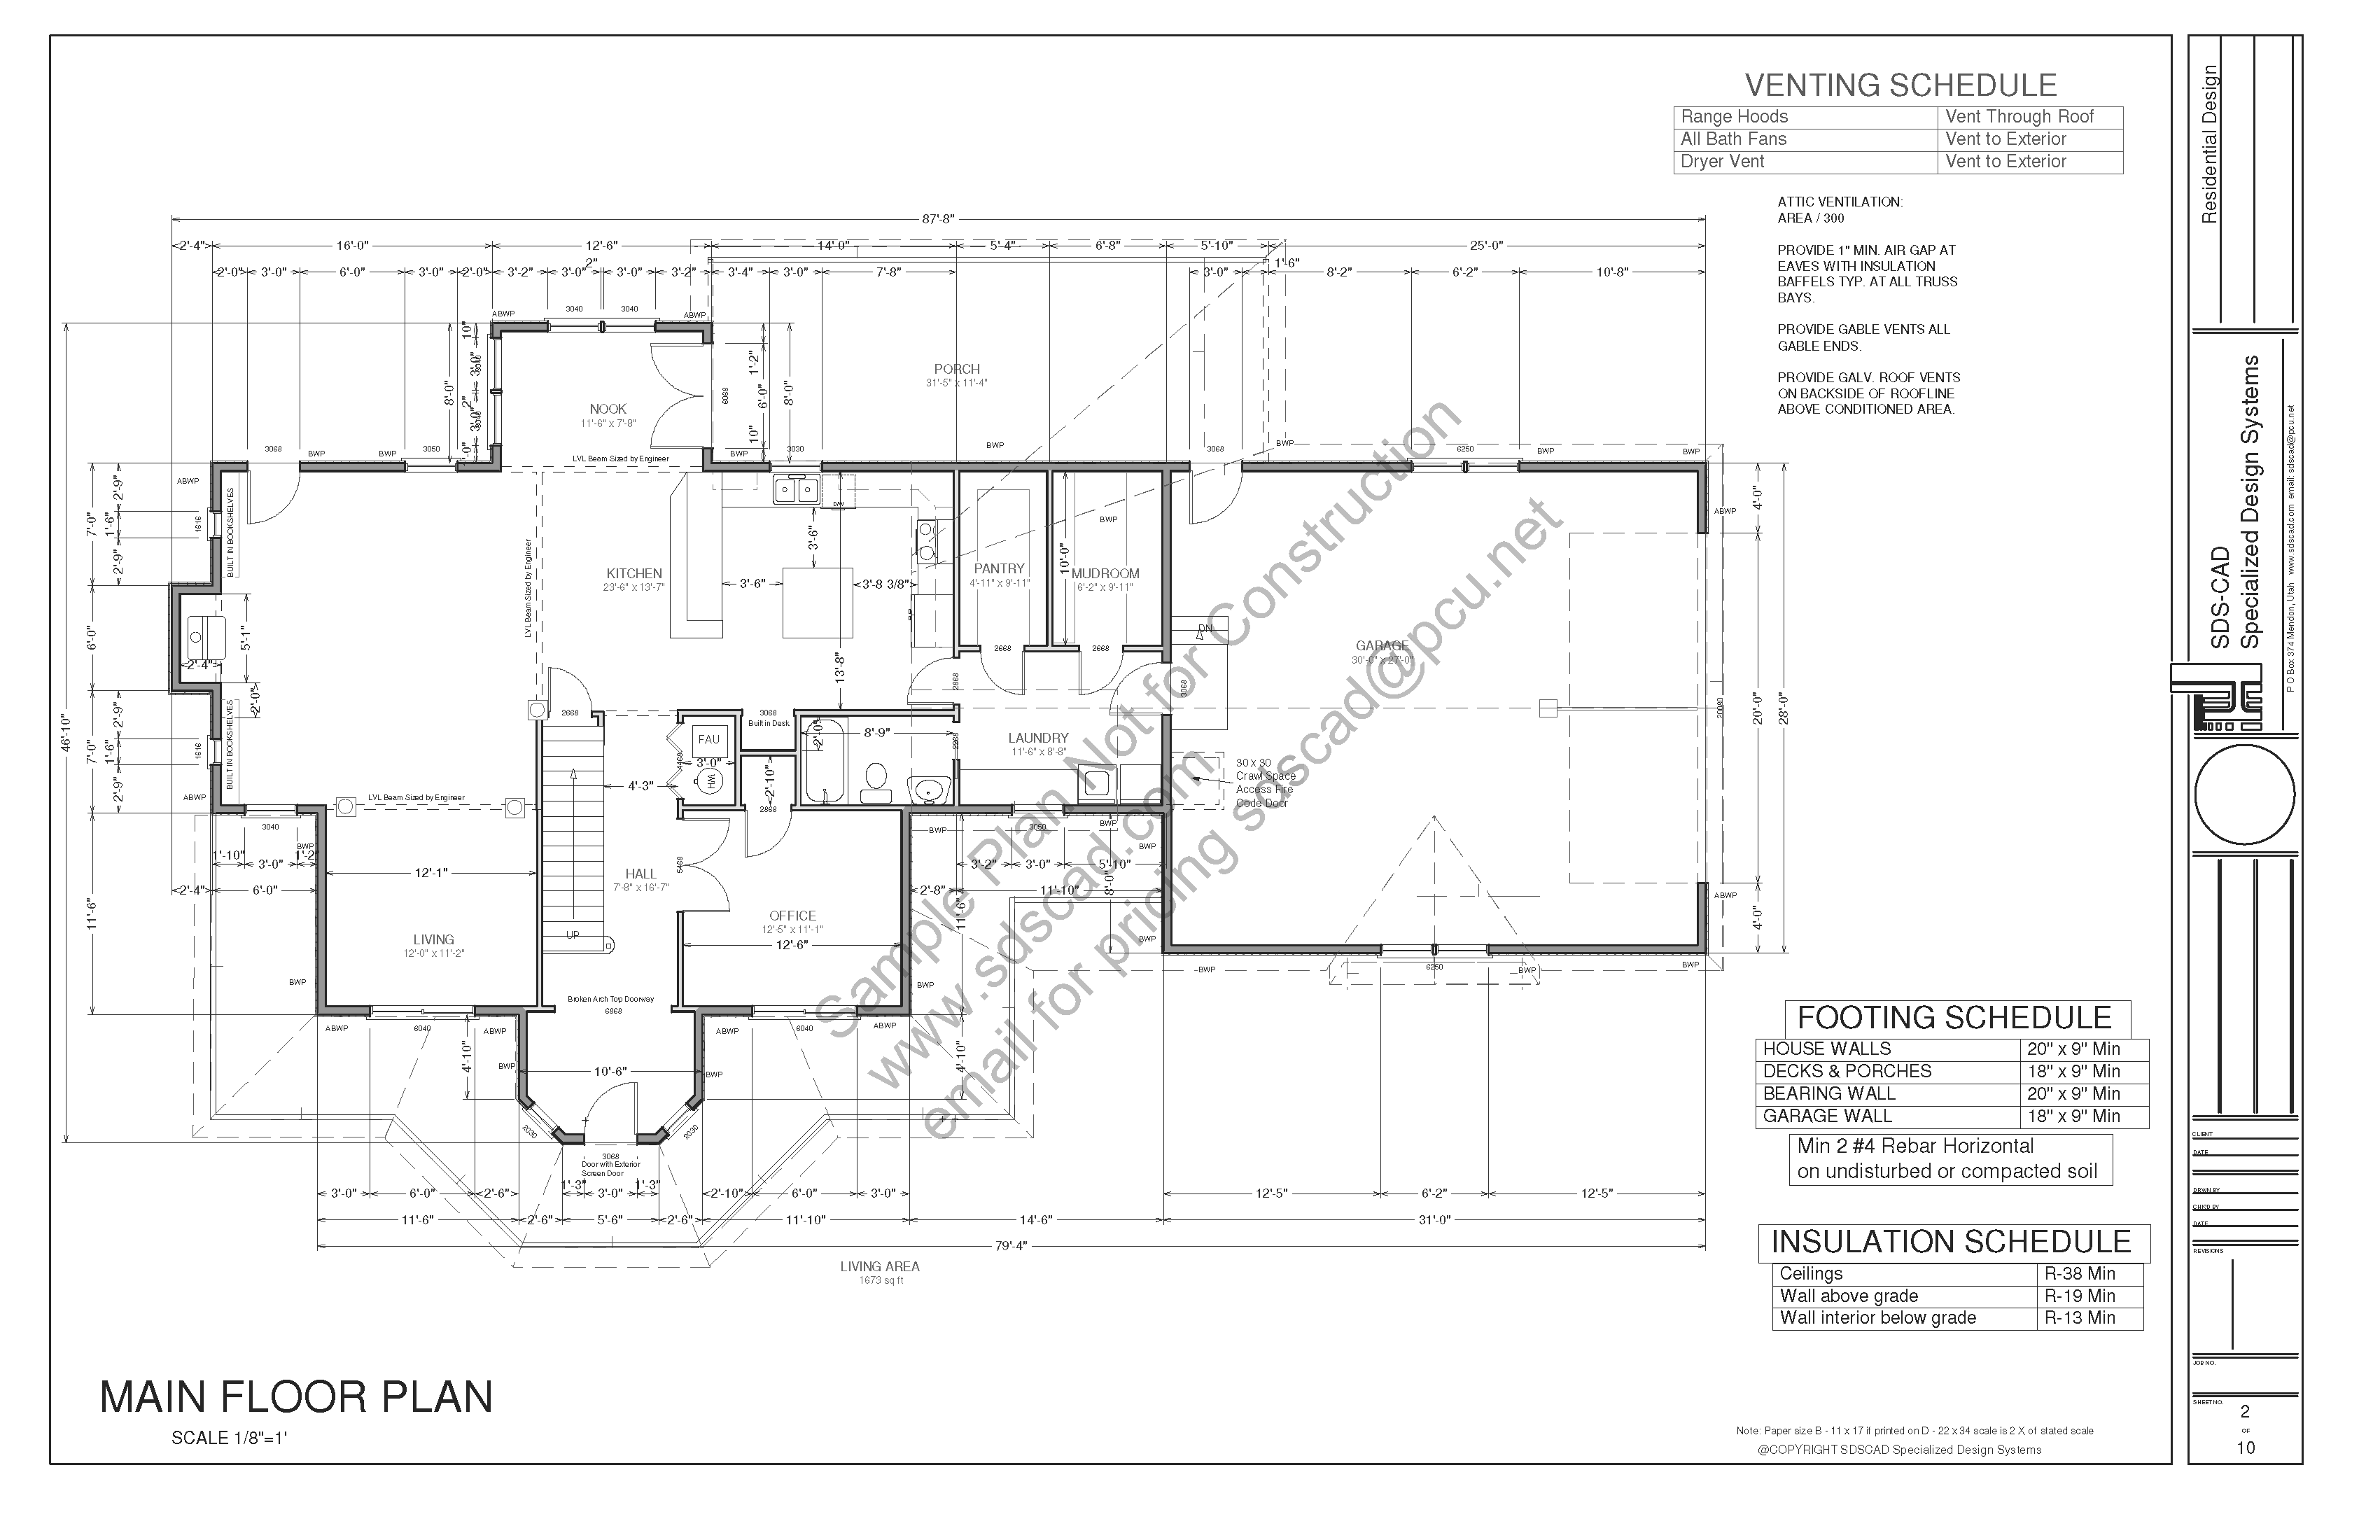 VENTING SCHEDULE
Range Hoods Vent Through Roof
All Bath Fans Vent to Exterior
Dryer Vent Vent to Exterior
ATTIC VENTILATION:
AREA / 300
PROVIDE 1" MIN. AIR GAP AT
EAVES WITH INSULATION
BAFFELS TYP. AT ALL TRUSS
BAYS.
PROVIDE GABLE VENTS ALL
GABLE ENDS.
PROVIDE GALV. ROOF VENTS
ON BACKSIDE OF ROOFLINE
ABOVE CONDITIONED AREA.
87'-8"
2'-4" 16'-0" 12'-6" 14'-0" 5'-4" 6'-8" 5'-10" 25'-0"
2'-0" 3'-0" 6'-0" 3'-0" 2'-0" 3'-2" 3'-0" 2" 3'-0" 3'-2" 3'-4" 3'-0" 7'-8" 3'-0" 1'-6" 8'-2" 6'-2" 10'-8"
ABWP 3040 3040 ABWP
10"
3'-0"
2"
3'-0"
8'-0"
1'-2"
6'-0"
10"
8'-0"
6068
PORCH
31'-5" x 11'-4"
NOOK
11'-6" x 7'-8"
3068 BWP BWP 3050 LVL Beam Sized by Engineer BWP 3030 BWP 3068 BWP 6250 BWP BWP
ABWP
BUILT IN BOOKSHELVES
1616
2'-9"
1'-6"
2'-9"
7'-0"
6'-0"
46'-10"
5'-1"
2'-4"
2'-0"
LVL Beam Sized by Engineer
KITCHEN
23'-6" x 13'-7"
DW
3'-6"
3'-6" 3'-8 3/8"
13'-8"
PANTRY
4'-11" x 9'-11"
10'-0"
BWP
MUDROOM
6'-2" x 9'-11"
2668 2668
2868
3068
DN
GARAGE
30'-0" x 27'-0"
ABWP
4'-0"
20'-0"
28'-0"
4'-0"
20080
ABWP
2'-9"
1'-6"
2'-9"
7'-0"
1616
BUILT IN BOOKSHELVES
ABWP
2668
3068
Built in Desk
FAU
WH
4468
3'-0"
4'-3"
2'-10"
2868
2'-0"
8'-9"
2268
LAUNDRY
11'-6" x 8'-8"
30 x 30
Crawl Space
Access Fire
Code Door
LVL Beam Sized by Engineer
3040
BWP
1'-10" 3'-0" 1'-2"
2'-4" 6'-0"
12'-1"
11'-6"
LIVING
12'-0" x 11'-2"
BWP
UP
HALL
7'-8" x 16'-7"
5468
OFFICE
12'-5" x 11'-1"
12'-6"
BWP 3050 BWP
BWP
3'-2" 3'-0" 5'-10"
2'-8" 11'-10"
8'-0"
11'-6"
BWP
BWP
BWP 6250 BWP BWP
Broken Arch Top Doorway
6868
ABWP 6040 ABWP
ABWP 6040 ABWP
4'-10"
BWP
10'-6"
BWP
4'-10"
2030
2030
3068
Door with Exterior
Screen Door
1'-3" 3'-0" 1'-3"
3'-0" 6'-0" 2'-6" 2'-10" 6'-0" 3'-0" 12'-5" 6'-2" 12'-5"
11'-6" 2'-6" 5'-6" 2'-6" 11'-10" 14'-6" 31'-0"
79'-4"
LIVING AREA
1673 sq ft
Sample Plan Not for Construction
www.sdscad.com
email for pricing sdscad@pcu.net
FOOTING SCHEDULE
HOUSE WALLS 20" x 9" Min
DECKS & PORCHES 18" x 9" Min
BEARING WALL 20" x 9" Min
GARAGE WALL 18" x 9" Min
Min 2 #4 Rebar Horizontal
on undisturbed or compacted soil
INSULATION SCHEDULE
Ceilings R-38 Min
Wall above grade R-19 Min
Wall interior below grade R-13 Min
MAIN FLOOR PLAN
SCALE 1/8"=1'
Note: Paper size B - 11 x 17 if printed on D - 22 x 34 scale is 2 X of stated scale
@COPYRIGHT SDSCAD Specialized Design Systems
Residential Design
SDS-CAD
Specialized Design Systems
P O Box 374 Mendon, Utah www.sdscad.com email: sdscad@pcu.net
CLIENT
DATE
DRWN BY
CHK'D BY
DATE
REVISIONS
JOB NO.
SHEET NO.
2
OF
10